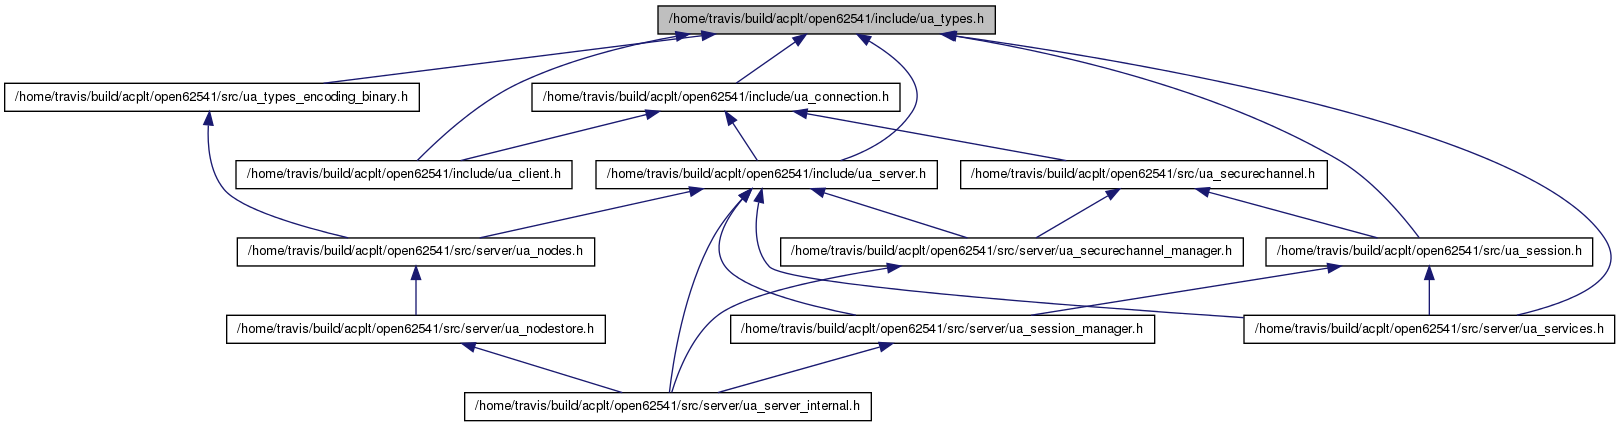 /home/travis/build/acplt/open62541/include/ua_types.h
/home/travis/build/acplt/open62541/src/ua_types_encoding_binary.h
/home/travis/build/acplt/open62541/include/ua_connection.h
/home/travis/build/acplt/open62541/include/ua_client.h
/home/travis/build/acplt/open62541/include/ua_server.h
/home/travis/build/acplt/open62541/src/ua_securechannel.h
/home/travis/build/acplt/open62541/src/server/ua_nodes.h
/home/travis/build/acplt/open62541/src/server/ua_securechannel_manager.h
/home/travis/build/acplt/open62541/src/ua_session.h
/home/travis/build/acplt/open62541/src/server/ua_nodestore.h
/home/travis/build/acplt/open62541/src/server/ua_session_manager.h
/home/travis/build/acplt/open62541/src/server/ua_services.h
/home/travis/build/acplt/open62541/src/server/ua_server_internal.h